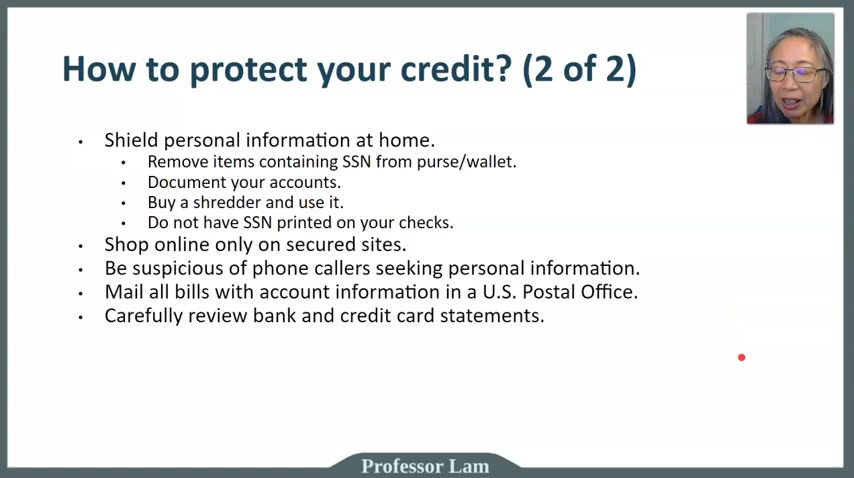 How to protect your credit? (2 of 2)
• Shield personal information at home.
• Remove items containing SSN from purse/wallet.
• Document your accounts.
• Buy a shredder and use it.
• Do not have SSN printed on your checks.
• Shop online only on secured sites.
• Be suspicious of phone callers seeking personal information.
• Mail all bills with account information in a U.S. Postal Office.
• Carefully review bank and credit card statements.
Professor Lam